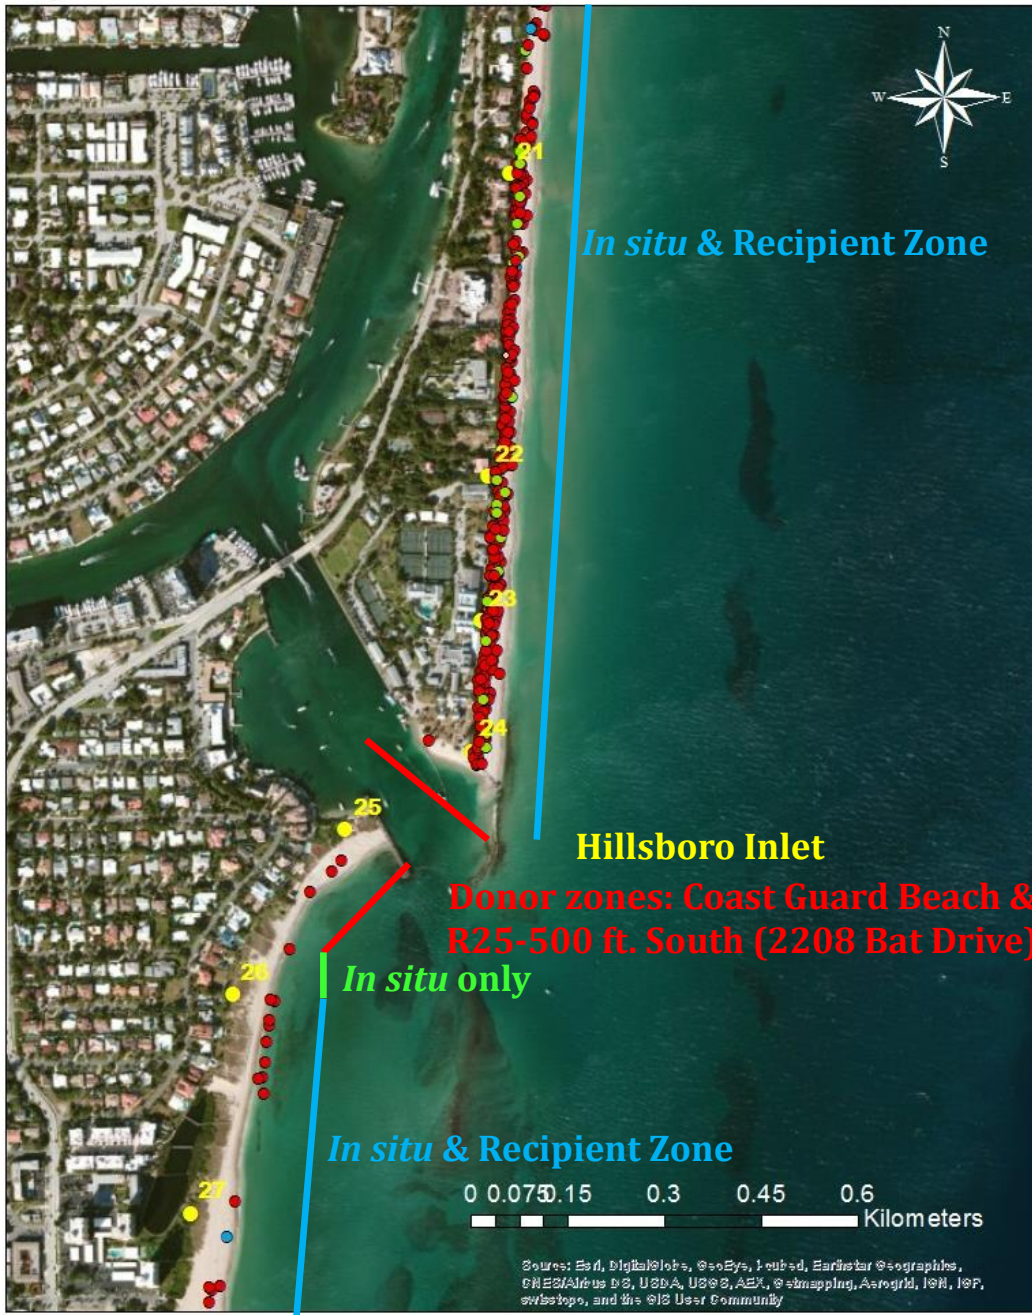 N
W
E
S
21
In situ & Recipient Zone
22
23
24
25
Hillsboro Inlet
Donor zones: Coast Guard Beach &
R25-500 ft. South (2208 Bat Drive)
26
In situ only
In situ & Recipient Zone
27
0 0.075 0.15 0.3 0.45 0.6
Kilometers
Source: Esri, DigitalGlobe, GeoEye, i-cubed, Earthstar Geographics,
CNES/Airbus DS, USDA, USGS, AEX, Getmapping, Aerogrid, IGN, IGP,
swisstopo, and the GIS User Community